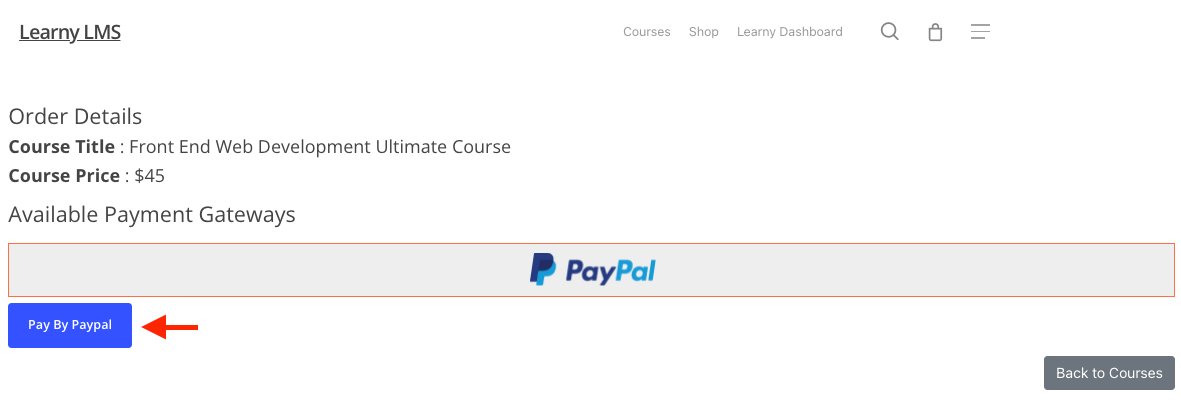 Learny LMS
Courses Shop Learny Dashboard
Order Details
Course Title : Front End Web Development Ultimate Course
Course Price : $45
Available Payment Gateways
PayPal
Pay By Paypal
Back to Courses